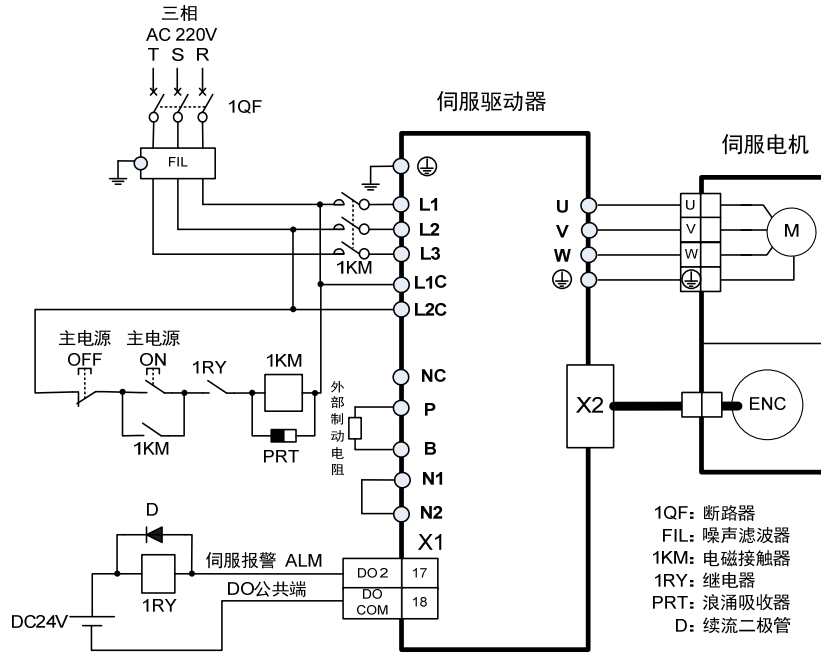 三相
AC 220V
T S R
1QF
FIL
伺服驱动器
伺服电机
L1
L2
L3
1KM
L1C
L2C
U
V
W
U
V
W
M
主电源
OFF
主电源
ON
1RY
1KM
1KM
PRT
外部制动电阻
NC
P
B
N1
N2
X1
X2
ENC
D
1RY
伺服报警 ALM
DO公共端
DC24V
DO2 17
DO
COM
18
1QF: 断路器
FIL: 噪声滤波器
1KM: 电磁接触器
1RY: 继电器
PRT: 浪涌吸收器
D: 续流二极管